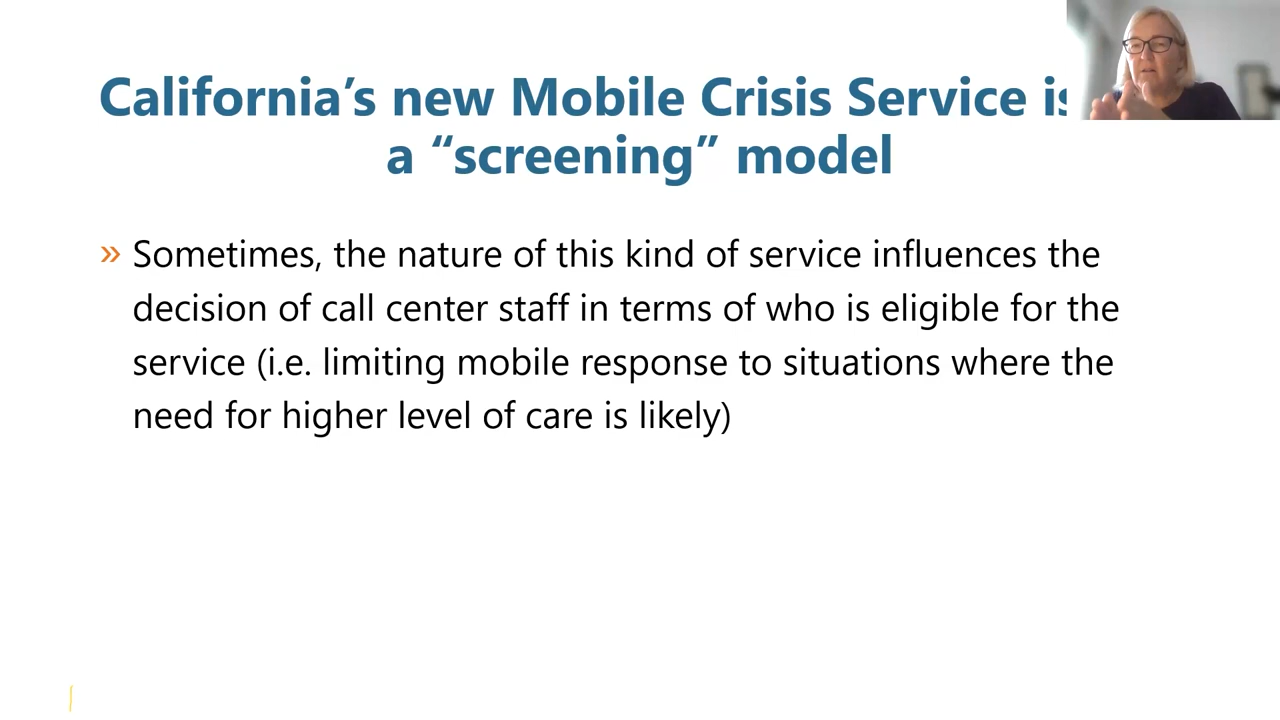 California’s new Mobile Crisis Service is
a “screening” model
» Sometimes, the nature of this kind of service influences the
decision of call center staff in terms of who is eligible for the
service (i.e. limiting mobile response to situations where the
need for higher level of care is likely)